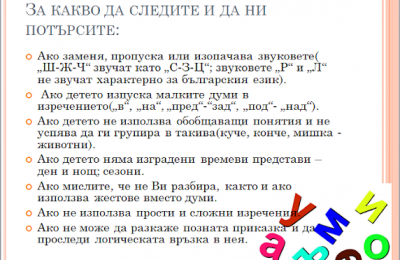 За какво да следите и да ни
потърсите:
Ако заменя, пропуска или изопачава звуковете(
„Ш-Ж-Ч“ звучат като „С-З-Ц“; звуковете „Р“ и „Л“
не звучат характерно за българския език).
Ако детето изпуска малките думи в
изречението(„в“, „на“, „пред“-“зад“, „под“- „над“).
Ако детето не използва обобщаващи понятия и не
успява да ги групира в такива(куче, конче, мишка -
животни).
Ако детето няма изградени времеви представи –
ден и нощ; сезони.
Ако мислите, че не Ви разбира, както и ако
използва жестове вместо думи.
Ако не използва прости и сложни изречения.
Ако не може да разкаже позната приказка и да
проследи логическата връзка в нея.
у м и
а о